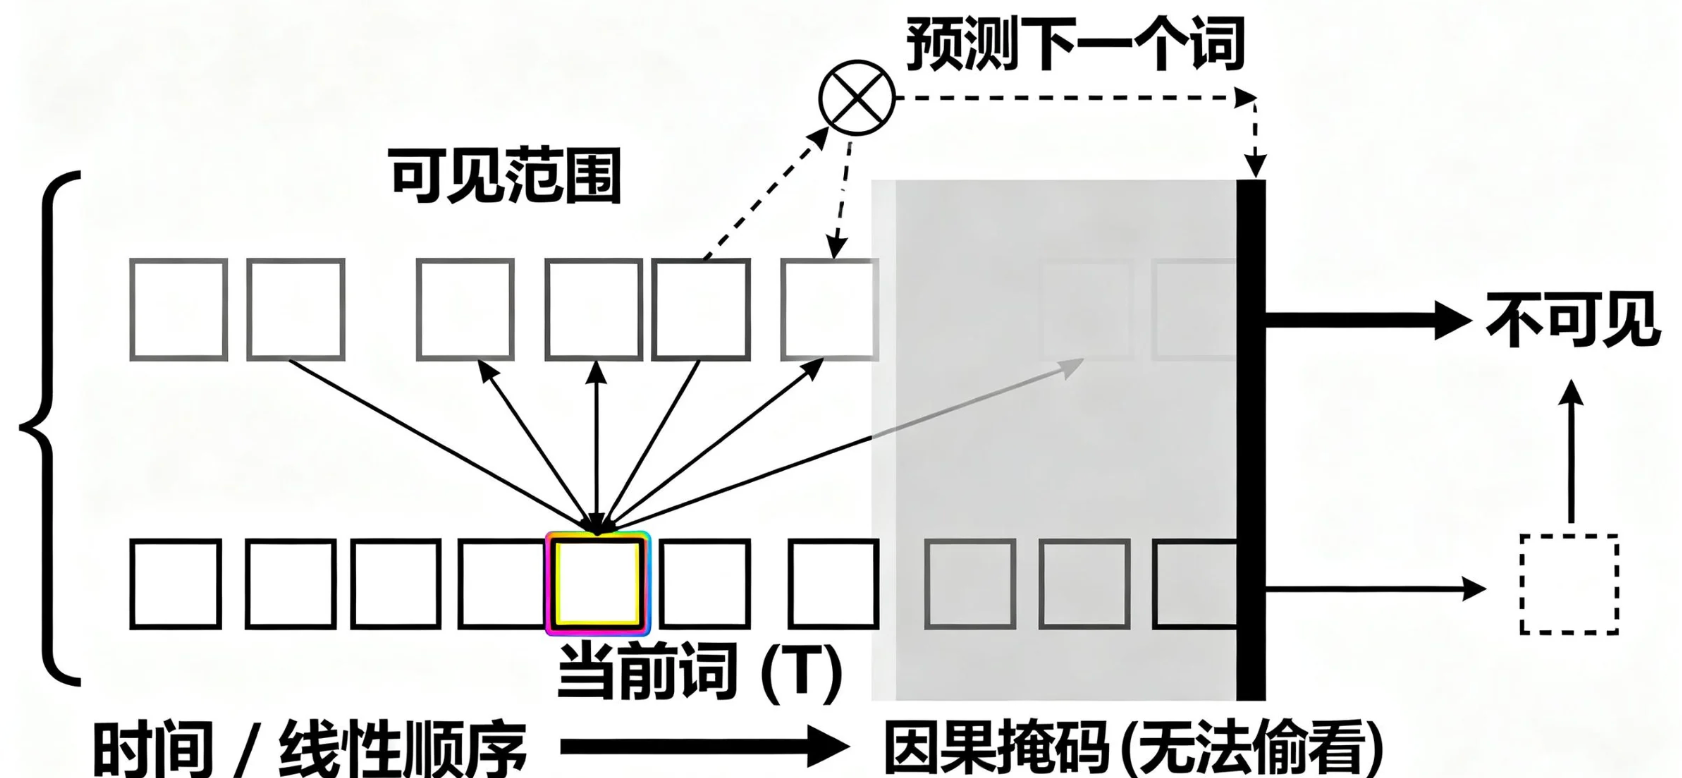 预测下一个词
可见范围
不可见
当前词 (T)
时间 / 线性顺序
因果掩码 (无法偷看)